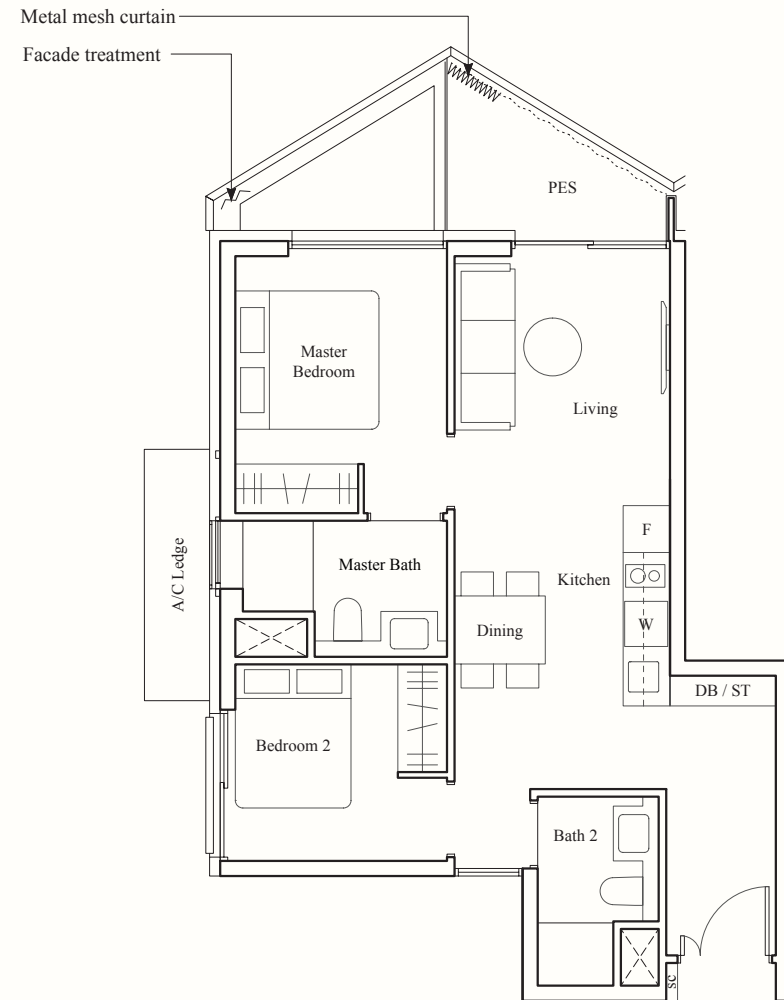 Metal mesh curtain
Facade treatment
PES
Master
Bedroom
Living
F
A/C Ledge
Master Bath
Kitchen
Dining
W
DB / ST
Bedroom 2
Bath 2
SC